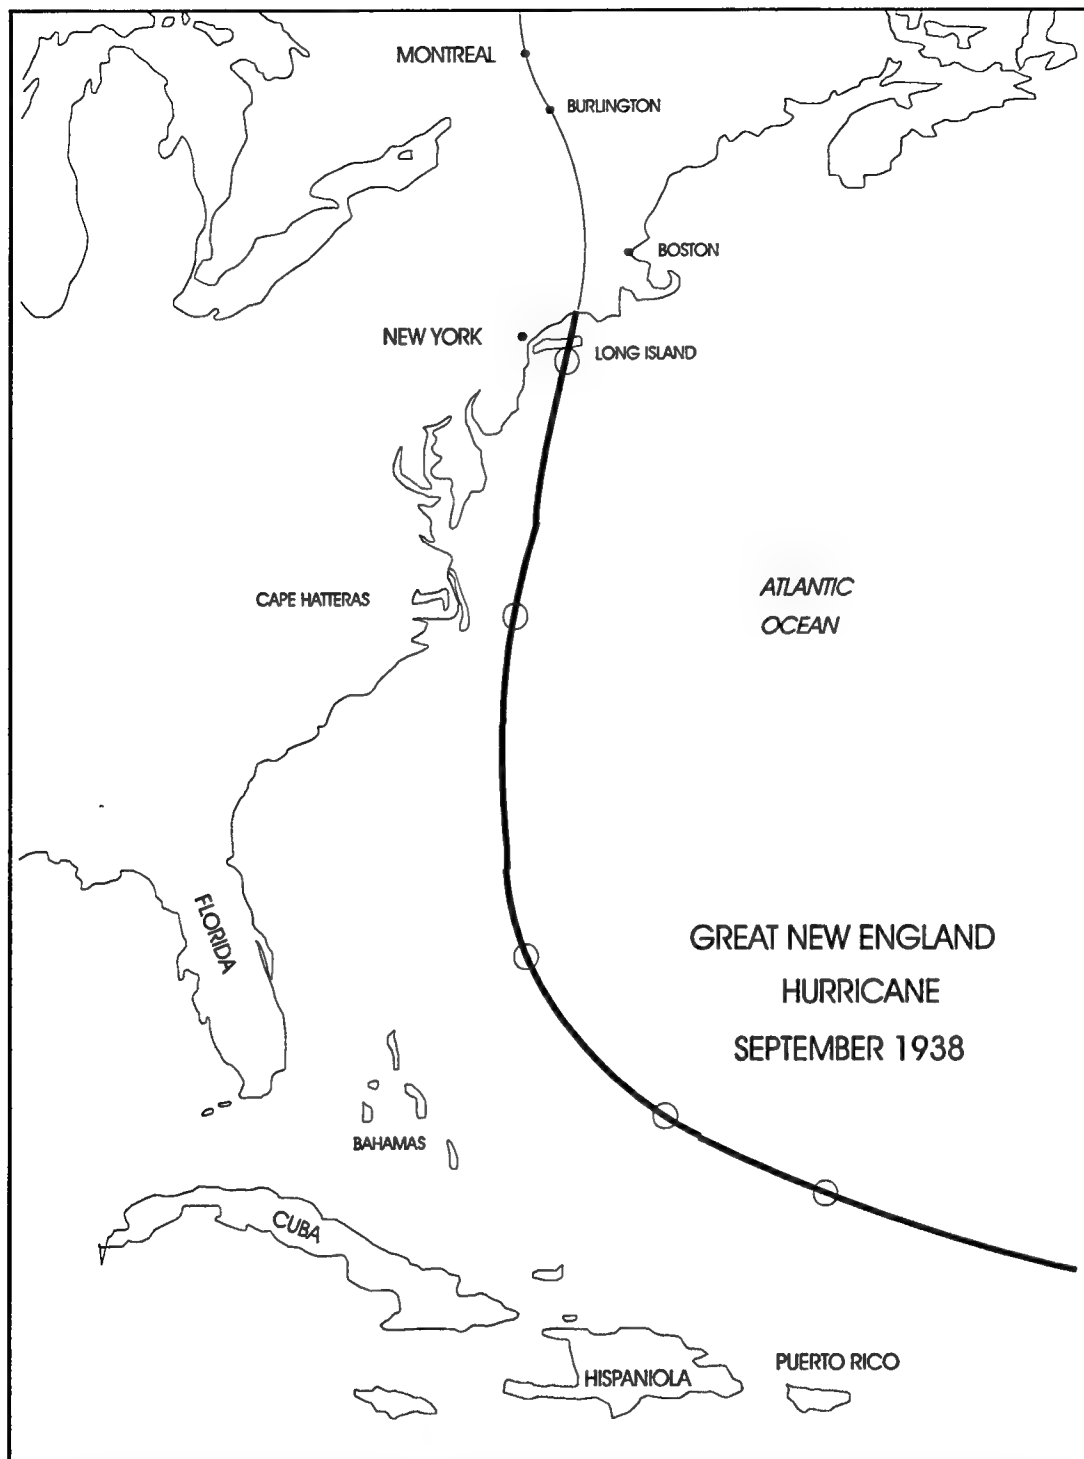 MONTREAL
BURLINGTON
BOSTON
NEW YORK
LONG ISLAND
CAPE HATTERAS
ATLANTIC
OCEAN
FLORIDA
GREAT NEW ENGLAND
HURRICANE
SEPTEMBER 1938
BAHAMAS
CUBA
HISPANIOLA
PUERTO RICO